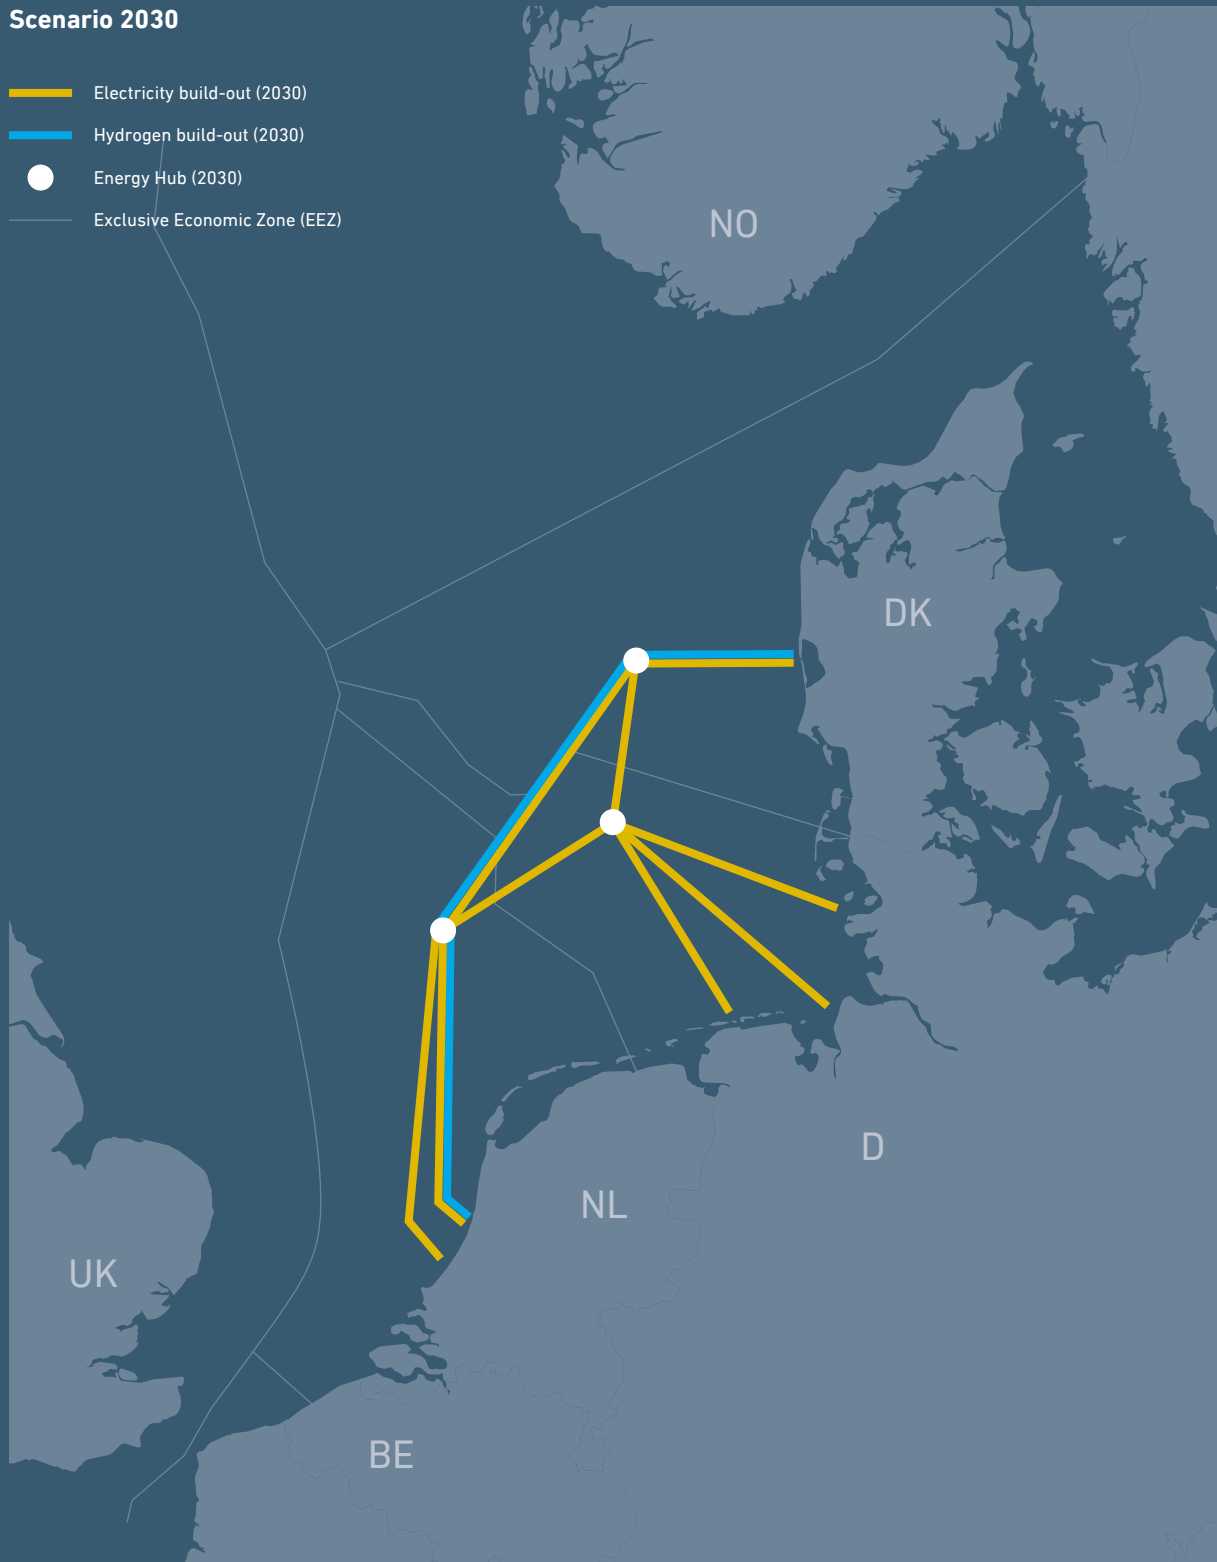 Scenario 2030
Electricity build-out (2030)
Hydrogen build-out (2030)
Energy Hub (2030)
Exclusive Economic Zone (EEZ)
NO
DK
D
NL
UK
BE